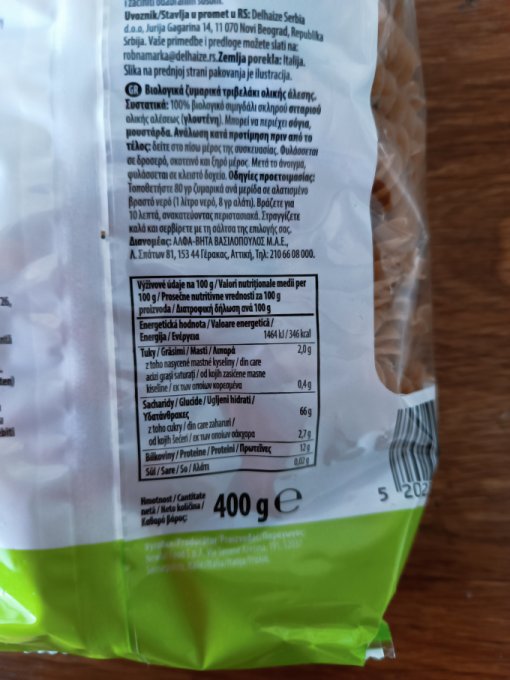 i začiniti odabranim sosom.
Uvoznik/Stavlja u promet u RS: Delhaize Serbia
d.o.o, Jurija Gagarina 14, 11 070 Novi Beograd, Republika
Srbija. Vaše primedbe i predloge možete slati na:
robnamarka@delhaize.rs. Zemlja porekla: Italija.
Slika na prednjoj strani pakovanja je ilustracija.
GR Βιολογικά ζυμαρικά τριβελάκι ολικής άλεσης.
Συστατικά: 100% βιολογικό σιμιγδάλι σκληρού σιταριού
ολικής αλέσεως (γλουτένη). Μπορεί να περιέχει σόγια,
μουστάρδα. Ανάλωση κατά προτίμηση πριν από το
τέλος: δείτε στο πίσω μέρος της συσκευασίας. Φυλάσσεται
σε δροσερό, σκοτεινό και ξηρό μέρος. Μετά το άνοιγμα,
φυλάσσεται σε κλειστό δοχείο. Οδηγίες προετοιμασίας:
Τοποθετήστε 80 γρ ζυμαρικά ανά μερίδα σε αλατισμένο
βραστό νερό (1 λίτρο νερό, 8 γρ αλάτι). Βράζετε για
10 λεπτά, ανακατεύοντας περιστασιακά. Στραγγίζετε
καλά και σερβίρετε με τη σάλτσα της επιλογής σας.
Διανομέας: ΑΛΦΑ-ΒΗΤΑ ΒΑΣΙΛΟΠΟΥΛΟΣ Μ.Α.Ε.,
Λ. Σπάτων 81, 153 44 Γέρακας, Αττική, Τηλ: 210 66 08 000.
Výživové údaje na 100 g / Valori nutriționale medii per
100 g / Prosečne nutritivne vrednosti za 100 g
proizvoda / Διατροφική δήλωση ανά 100 g
Energetická hodnota / Valoare energetică /
Energija / Ενέργεια 1464 kJ / 346 kcal
Tuky / Grăsimi / Masti / Λιπαρά 2,0 g
z toho nasycené mastné kyseliny / din care
acizi grași saturați / od kojih zasićene masne
kiseline / εκ των οποίων κορεσμένα 0,4 g
Sacharidy / Glucide / Ugljeni hidrati /
Υδατάνθρακες 66 g
z toho cukry / din care zaharuri /
od kojih šećeri / εκ των οποίων σάκχαρα 2,7 g
Bílkoviny / Proteine / Proteini / Πρωτεΐνες 12 g
Sůl / Sare / So / Αλάτι 0,02 g
Hmotnost / Cantitate
netă / Neto količina /
Καθαρό βάρος: 400 g e
5 202